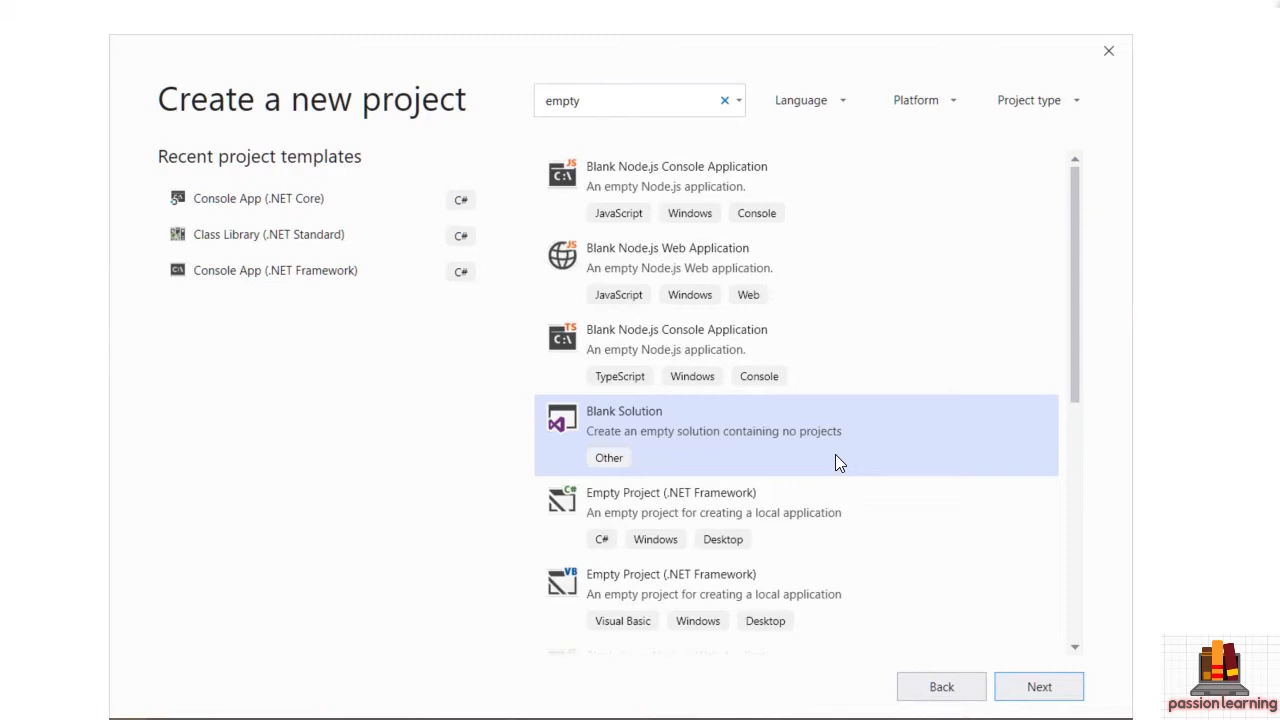 Create a new project
empty
Language
Platform
Project type
Recent project templates
Console App (.NET Core)
C#
Class Library (.NET Standard)
C#
Console App (.NET Framework)
C#
JS
C:\
Blank Node.js Console Application
An empty Node.js application.
JavaScript Windows Console
JS
Blank Node.js Web Application
An empty Node.js Web application.
JavaScript Windows Web
TS
C:\
Blank Node.js Console Application
An empty Node.js application.
TypeScript Windows Console
Blank Solution
Create an empty solution containing no projects
Other
C#
Empty Project (.NET Framework)
An empty project for creating a local application
C# Windows Desktop
VB
Empty Project (.NET Framework)
An empty project for creating a local application
Visual Basic Windows Desktop
Back
Next
passion learning